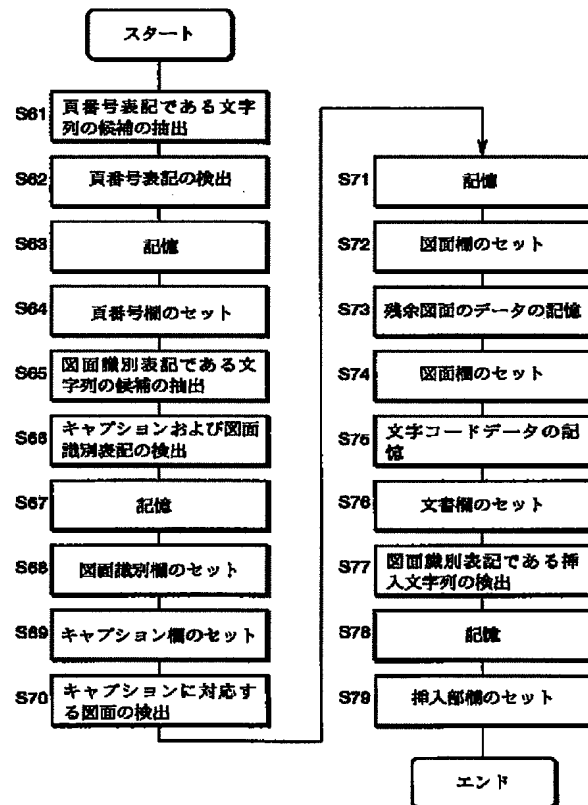 スタート
S61
頁番号表記である文字
列の候補の抽出
S62
頁番号表記の検出
S63
記憶
S64
頁番号欄のセット
S65
図面識別表記である文
字列の候補の抽出
S66
キャプションおよび図面
識別表記の検出
S67
記憶
S68
図面識別欄のセット
S69
キャプション欄のセット
S70
キャプションに対応す
る図面の検出
S71
記憶
S72
図面欄のセット
S73
残余図面のデータの記憶
S74
図面欄のセット
S75
文字コードデータの記
憶
S76
文書欄のセット
S77
図面識別表記である挿
入文字列の検出
S78
記憶
S79
挿入部欄のセット
エンド